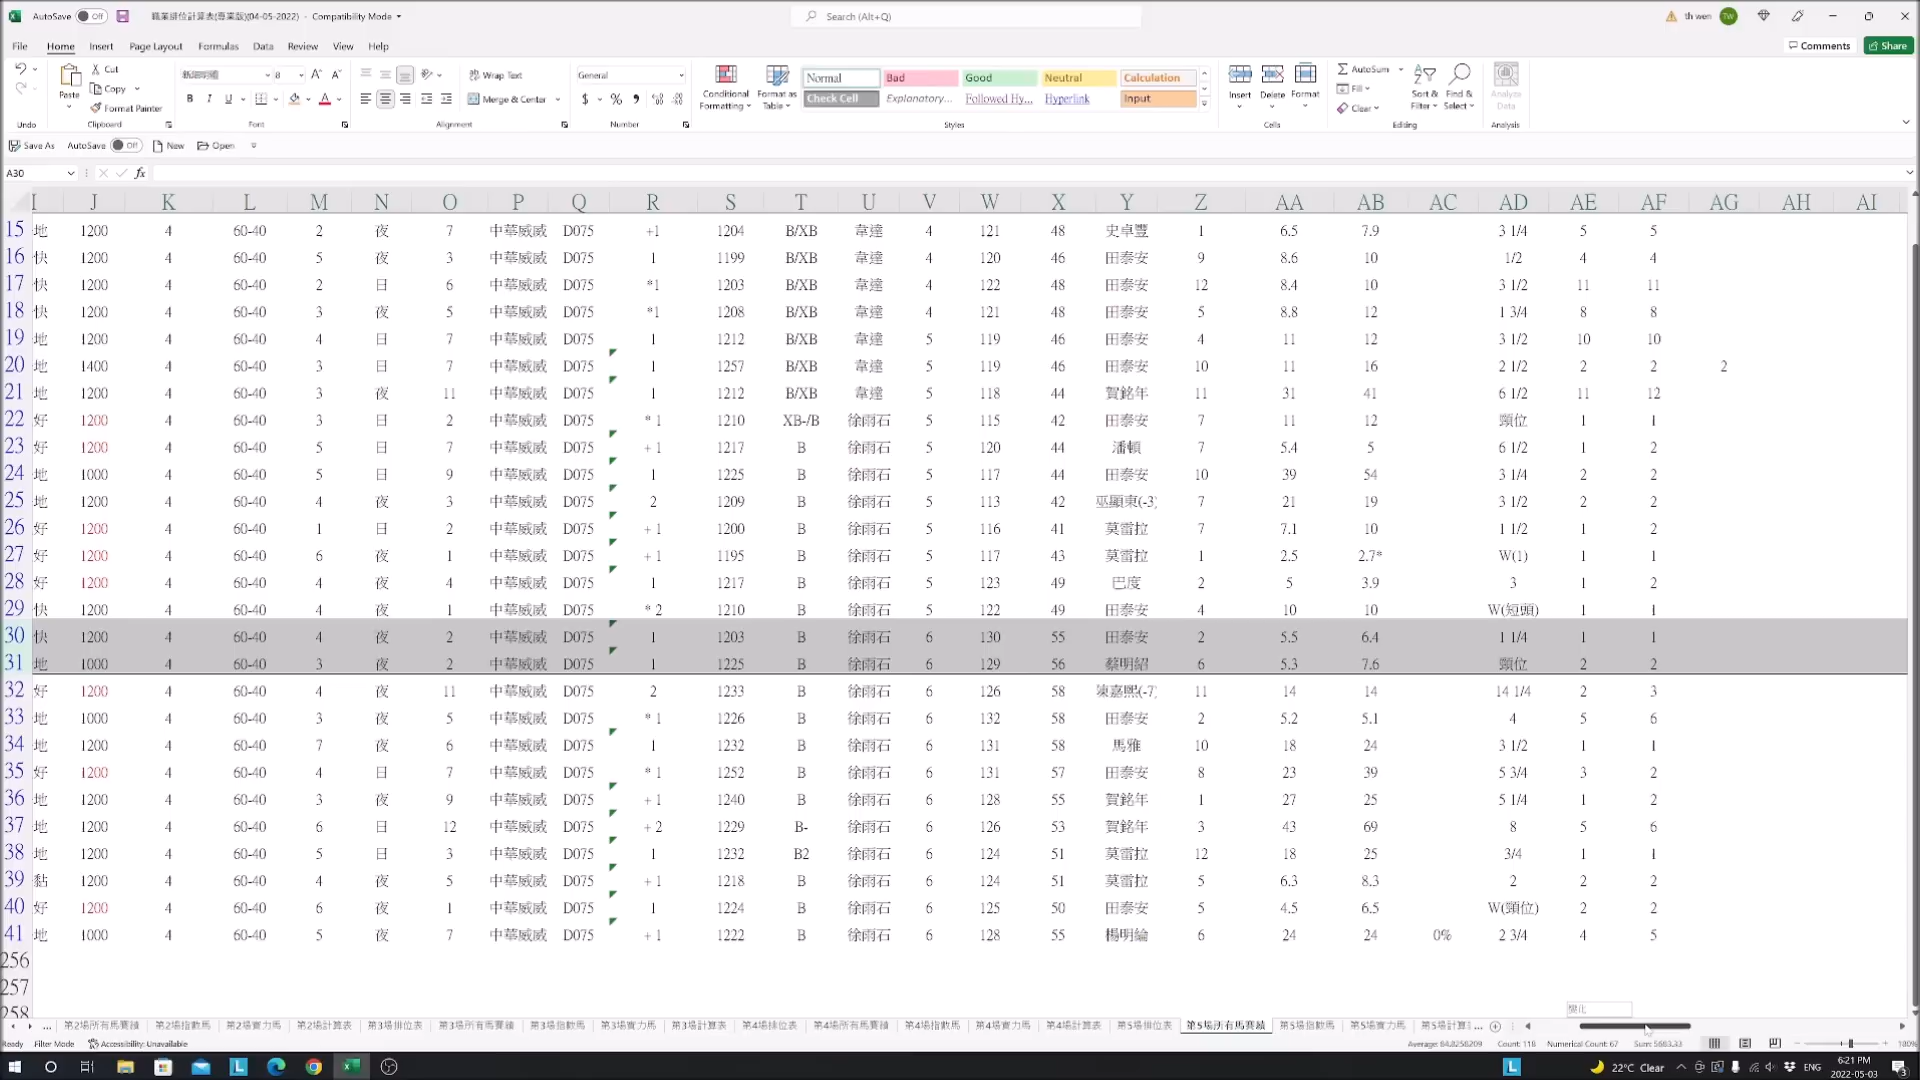 AutoSave Off 職業排位計算表(專業版)(04-05-2022) - Compatibility Mode Search (Alt+Q) th wen TW
File Home Insert Page Layout Formulas Data Review View Help Comments Share
Cut Copy Format Painter Paste 8 Wrap Text Merge & Center General Conditional Formatting Format as Table Normal Bad Good Neutral Calculation Check Cell Explanatory... Followed Hy... Hyperlink Input Insert Delete Format AutoSum Fill Clear Sort & Filter Find & Select Analyze Data
Undo Clipboard Font Alignment Number Styles Cells Editing Analysis
Save As AutoSave Off New Open
A30 fx
I J K L M N O P Q R S T U V W X Y Z AA AB AC AD AE AF AG AH AI
15 地 1200 4 60-40 2 夜 7 中華威威 D075 +1 1204 B/XB 韋達 4 121 48 史卓豐 1 6.5 7.9 3 1/4 5 5
16 快 1200 4 60-40 5 夜 3 中華威威 D075 1 1199 B/XB 韋達 4 120 46 田泰安 9 8.6 10 1/2 4 4
17 快 1200 4 60-40 2 日 6 中華威威 D075 *1 1203 B/XB 韋達 4 122 48 田泰安 12 8.4 10 3 1/2 11 11
18 快 1200 4 60-40 3 夜 5 中華威威 D075 *1 1208 B/XB 韋達 4 121 48 田泰安 5 8.8 12 1 3/4 8 8
19 地 1200 4 60-40 4 日 7 中華威威 D075 1 1212 B/XB 韋達 5 119 46 田泰安 4 11 12 3 1/2 10 10
20 地 1400 4 60-40 3 日 7 中華威威 D075 1 1257 B/XB 韋達 5 119 46 田泰安 10 11 16 2 1/2 2 2 2
21 地 1200 4 60-40 3 夜 11 中華威威 D075 1 1212 B/XB 韋達 5 118 44 賀銘年 11 31 41 6 1/2 11 12
22 好 1200 4 60-40 3 日 2 中華威威 D075 * 1 1210 XB-/B 徐雨石 5 115 42 田泰安 7 11 12 頸位 1 1
23 好 1200 4 60-40 5 日 7 中華威威 D075 + 1 1217 B 徐雨石 5 120 44 潘頓 7 5.4 5 6 1/2 1 2
24 地 1000 4 60-40 5 日 9 中華威威 D075 1 1225 B 徐雨石 5 117 44 田泰安 10 39 54 3 1/4 2 2
25 地 1200 4 60-40 4 夜 3 中華威威 D075 2 1209 B 徐雨石 5 113 42 巫顯東(-3) 7 21 19 3 1/2 2 2
26 好 1200 4 60-40 1 日 2 中華威威 D075 + 1 1200 B 徐雨石 5 116 41 莫雷拉 7 7.1 10 1 1/2 1 2
27 好 1200 4 60-40 6 夜 1 中華威威 D075 + 1 1195 B 徐雨石 5 117 43 莫雷拉 1 2.5 2.7* W(1) 1 1
28 好 1200 4 60-40 4 夜 4 中華威威 D075 1 1217 B 徐雨石 5 123 49 巴度 2 5 3.9 3 1 2
29 快 1200 4 60-40 4 夜 1 中華威威 D075 * 2 1210 B 徐雨石 5 122 49 田泰安 4 10 10 W(短頭) 1 1
30 快 1200 4 60-40 4 夜 2 中華威威 D075 1 1203 B 徐雨石 6 130 55 田泰安 2 5.5 6.4 1 1/4 1 1
31 地 1000 4 60-40 3 夜 2 中華威威 D075 1 1225 B 徐雨石 6 129 56 蔡明紹 6 5.3 7.6 頸位 2 2
32 好 1200 4 60-40 4 夜 11 中華威威 D075 2 1233 B 徐雨石 6 126 58 陳嘉熙(-7) 11 14 14 14 1/4 2 3
33 地 1000 4 60-40 3 夜 5 中華威威 D075 * 1 1226 B 徐雨石 6 132 58 田泰安 2 5.2 5.1 4 5 6
34 地 1200 4 60-40 7 夜 6 中華威威 D075 1 1232 B 徐雨石 6 131 58 馬雅 10 18 24 3 1/2 1 1
35 好 1200 4 60-40 4 日 7 中華威威 D075 * 1 1252 B 徐雨石 6 131 57 田泰安 8 23 39 5 3/4 3 2
36 地 1200 4 60-40 3 夜 9 中華威威 D075 + 1 1240 B 徐雨石 6 128 55 賀銘年 1 27 25 5 1/4 1 2
37 地 1200 4 60-40 6 日 12 中華威威 D075 + 2 1229 B- 徐雨石 6 126 53 賀銘年 3 43 69 8 5 6
38 地 1200 4 60-40 5 日 3 中華威威 D075 1 1232 B2 徐雨石 6 124 51 莫雷拉 12 18 25 3/4 1 1
39 黏 1200 4 60-40 4 夜 5 中華威威 D075 + 1 1218 B 徐雨石 6 124 51 莫雷拉 5 6.3 8.3 2 2 2
40 好 1200 4 60-40 6 夜 1 中華威威 D075 1 1224 B 徐雨石 6 125 50 田泰安 5 4.5 6.5 W(頸位) 2 2
41 地 1000 4 60-40 5 夜 7 中華威威 D075 + 1 1222 B 徐雨石 6 128 55 楊明綸 6 24 24 0% 2 3/4 4 5
256
257
258
... 第2場所有馬賽績 第2場指數馬 第2場實力馬 第2場計算表 第3場排位表 第3場所有馬賽績 第3場指數馬 第3場實力馬 第3場計算表 第4場排位表 第4場所有馬賽績 第4場指數馬 第4場實力馬 第4場計算表 第5場排位表 第5場所有馬賽績 第5場指數馬 第5場實力馬 第5場計算 ...
Ready Filter Mode Accessibility: Unavailable Average: 84.8258209 Count: 118 Numerical Count: 67 Sum: 5683.33 180%
22°C Clear ENG 6:21 PM
2022-05-03